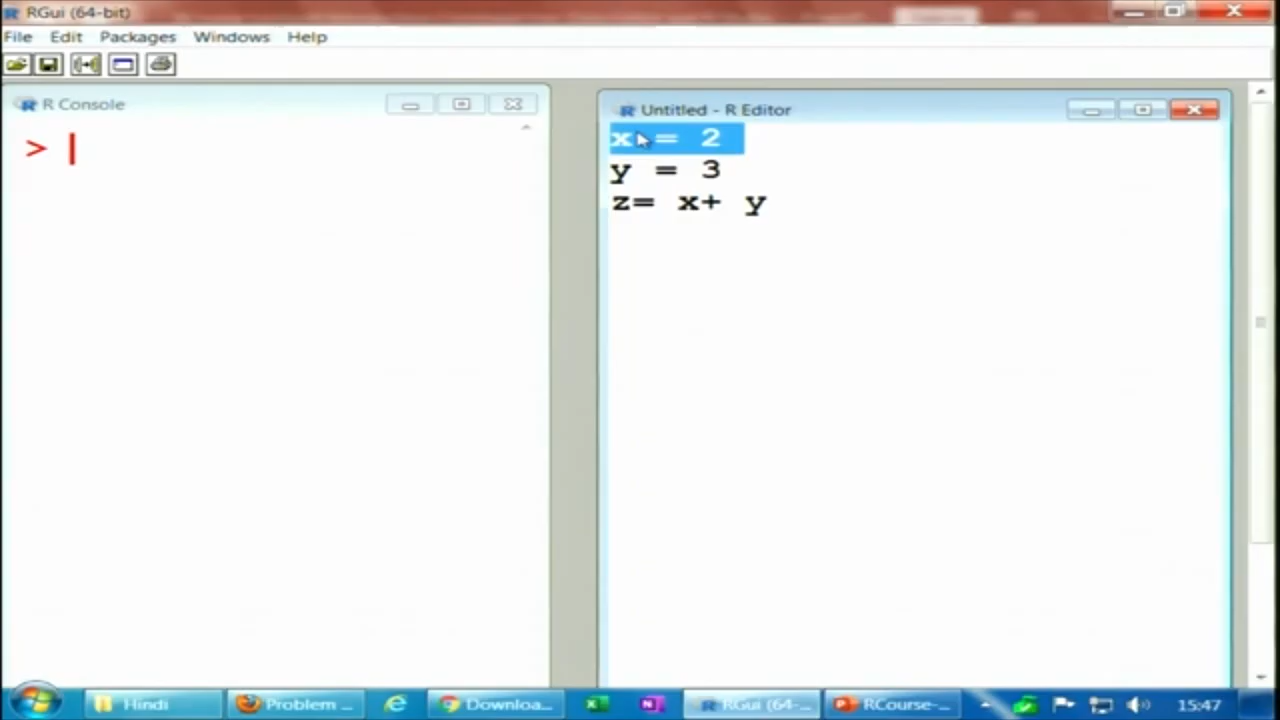 RGui (64-bit)
File Edit Packages Windows Help
R Console
>
Untitled - R Editor
x = 2
y = 3
z= x+ y
Hindi
Problem ...
Downloa...
RGui (64-...
RCourse-...
15:47